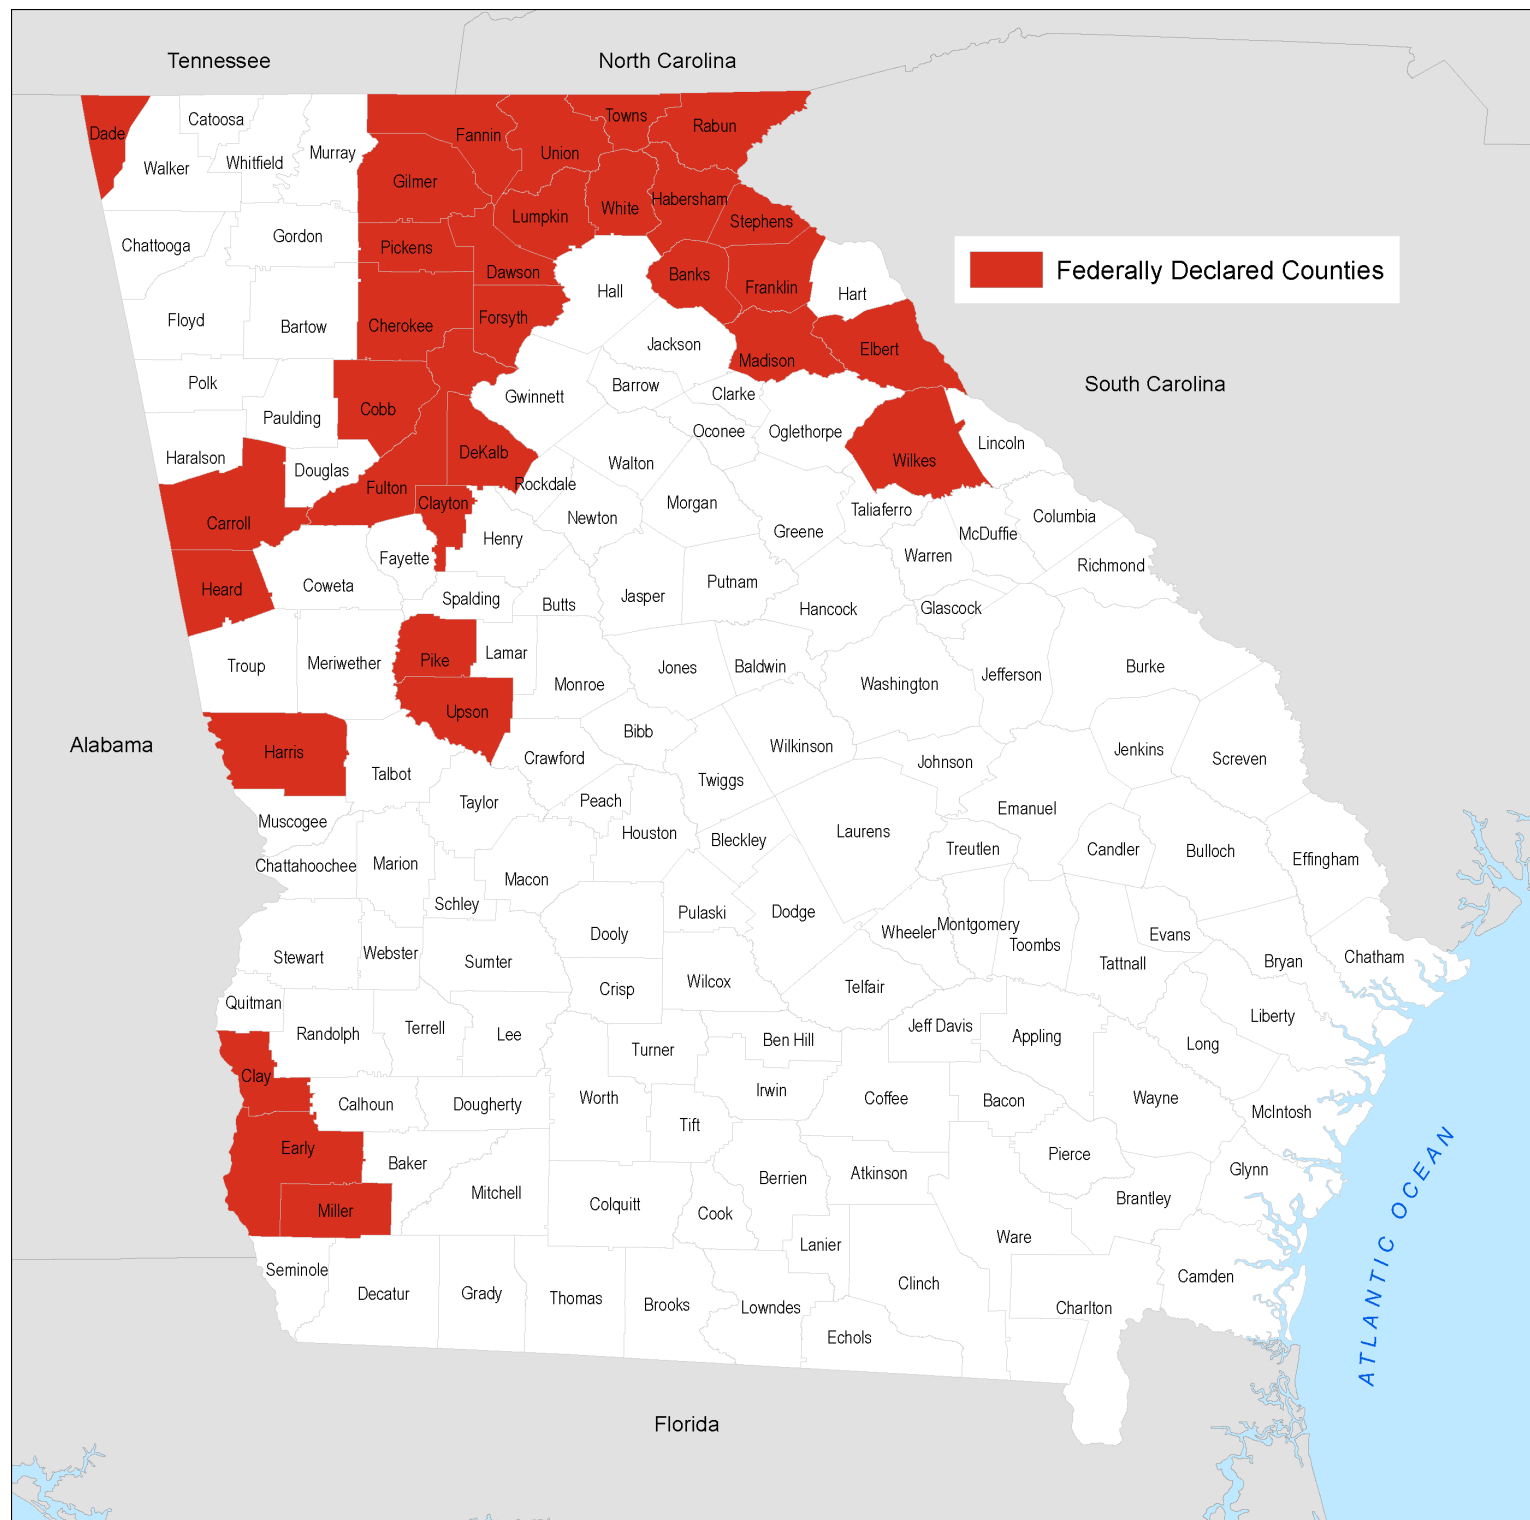 Tennessee
North Carolina
Dade
Catoosa
Walker
Whitfield
Murray
Fannin
Union
Towns
Rabun
Gilmer
Lumpkin
White
Habersham
Stephens
Chattooga
Gordon
Pickens
Dawson
Banks
Franklin
Hall
Hart
Federally Declared Counties
Floyd
Bartow
Cherokee
Forsyth
Jackson
Madison
Elbert
South Carolina
Polk
Paulding
Cobb
Gwinnett
Barrow
Clarke
Oconee
Oglethorpe
Wilkes
Lincoln
Haralson
Douglas
DeKalb
Walton
Rockdale
Fulton
Clayton
Carroll
Newton
Morgan
Greene
Taliaferro
McDuffie
Columbia
Warren
Richmond
Henry
Fayette
Heard
Coweta
Spalding
Butts
Jasper
Putnam
Hancock
Glascock
Troup
Meriwether
Pike
Lamar
Monroe
Jones
Baldwin
Washington
Jefferson
Burke
Upson
Alabama
Harris
Talbot
Crawford
Bibb
Twiggs
Wilkinson
Johnson
Jenkins
Screven
Muscogee
Taylor
Peach
Houston
Bleckley
Laurens
Emanuel
Treutlen
Candler
Bulloch
Effingham
Chattahoochee
Marion
Schley
Macon
Pulaski
Dodge
Wheeler
Montgomery
Toombs
Evans
Tattnall
Bryan
Chatham
Stewart
Webster
Sumter
Dooly
Crisp
Wilcox
Telfair
Quitman
Randolph
Terrell
Lee
Turner
Ben Hill
Jeff Davis
Appling
Long
Liberty
Clay
Calhoun
Dougherty
Worth
Tift
Irwin
Coffee
Bacon
Wayne
McIntosh
Early
Baker
Mitchell
Colquitt
Berrien
Atkinson
Pierce
Brantley
Glynn
ATLANTIC OCEAN
Miller
Cook
Lanier
Ware
Clinch
Charlton
Camden
Seminole
Decatur
Grady
Thomas
Brooks
Lowndes
Echols
Florida